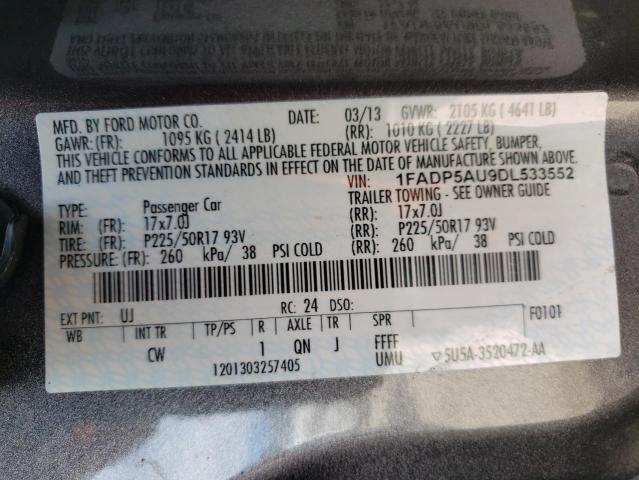 MFD. BY FORD MOTOR CO. DATE: 03/13 GVWR: 2105 KG ( 4641 LB)
GAWR: (FR): 1095 KG ( 2414 LB) (RR): 1010 KG ( 2227 LB)
THIS VEHICLE CONFORMS TO ALL APPLICABLE FEDERAL MOTOR VEHICLE SAFETY, BUMPER,
AND THEFT PREVENTION STANDARDS IN EFFECT ON THE DATE OF MANUFACTURE SHOWN ABOVE.
VIN: 1FADP5AU9DL533552
TYPE: Passenger Car TRAILER TOWING - SEE OWNER GUIDE
RIM: (FR): 17x7.0J (RR): 17x7.0J
TIRE: (FR): P225/50R17 93V (RR): P225/50R17 93V
PRESSURE: (FR): 260 kPa/ 38 PSI COLD (RR): 260 kPa/ 38 PSI COLD
EXT PNT: UJ RC: 24 DSO: F0101
WB INT TR TP/PS R AXLE TR SPR
CW 1 QN J FFFF
UMU ▽5U5A-3520472-AA
1201303257405